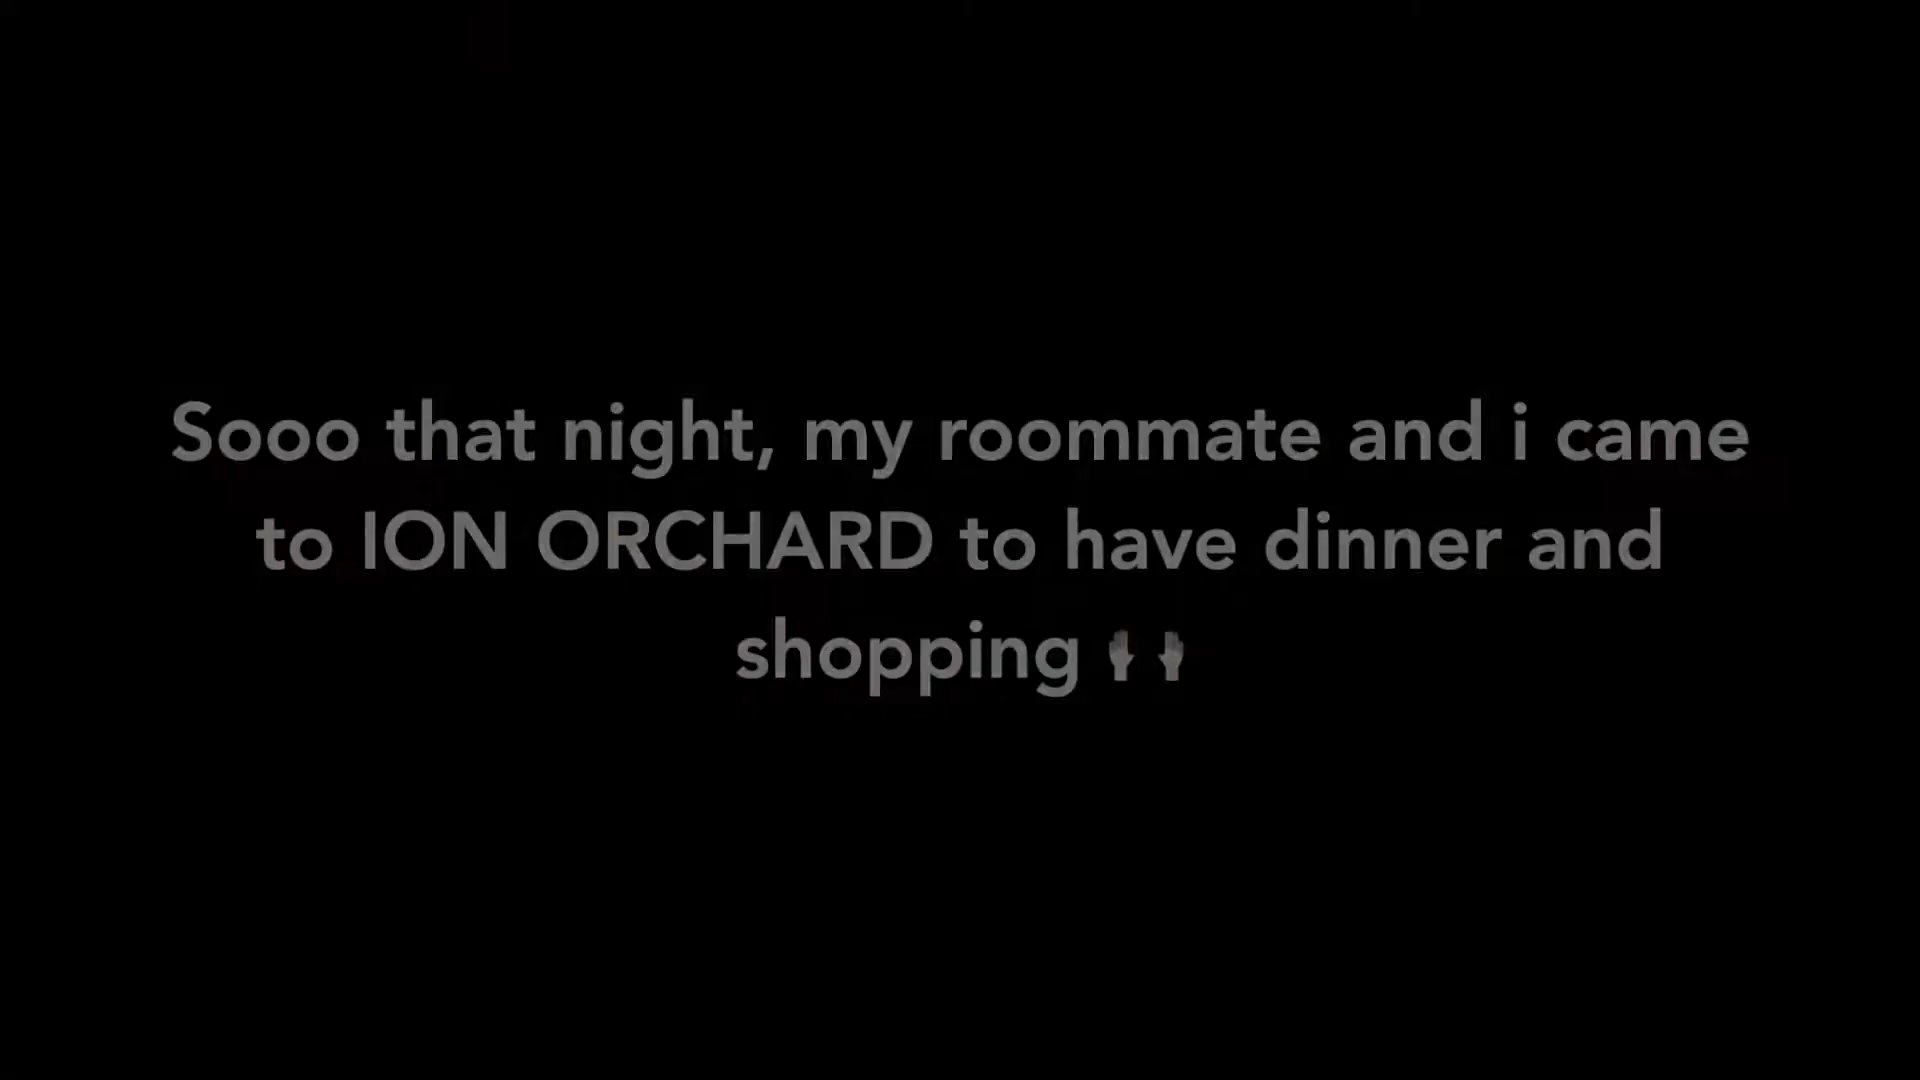 Sooo that night, my roommate and i came
to ION ORCHARD to have dinner and
shopping 🙌